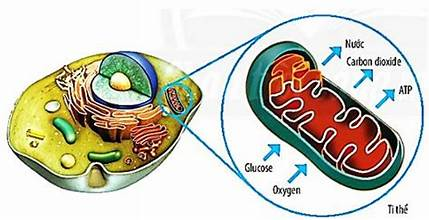 Nước
Carbon dioxide
ATP
Glucose
Oxygen
Ti thể